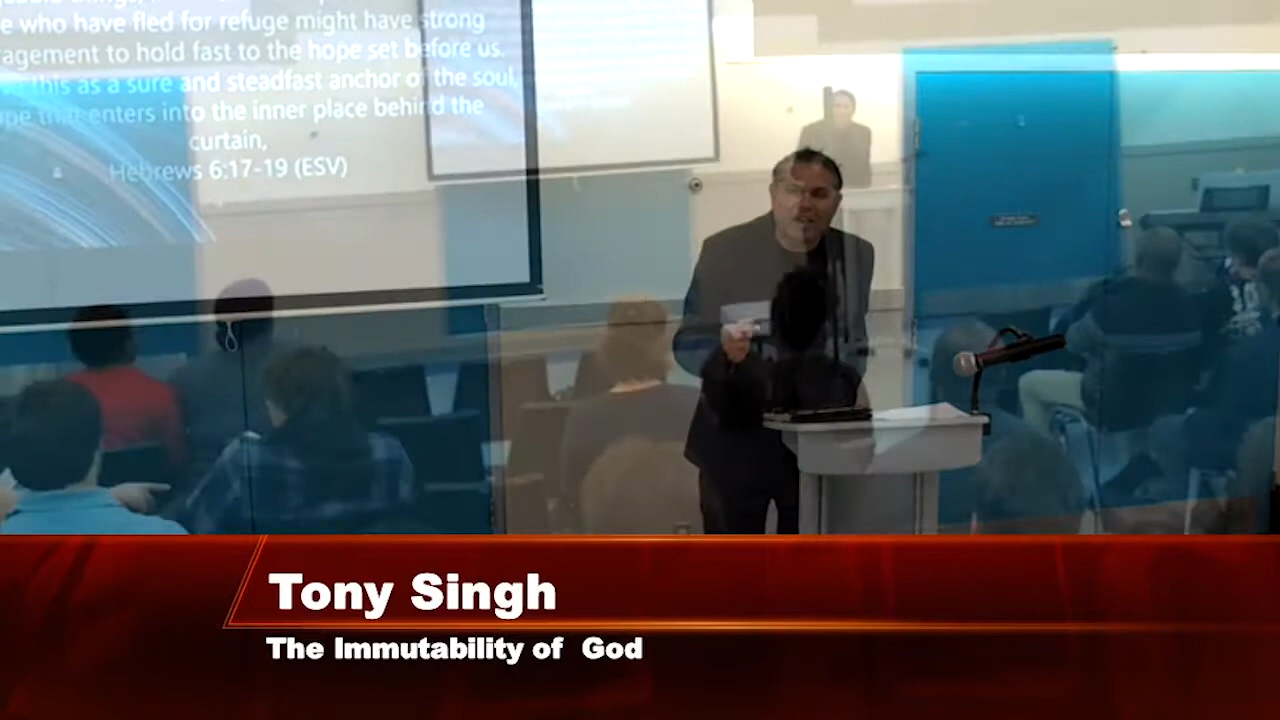 e who have fled for refuge might have strong
agement to hold fast to the hope set before us.
this as a sure and steadfast anchor of the soul,
pe that enters into the inner place behind the
curtain,
Hebrews 6:17-19 (ESV)
Tony Singh
The Immutability of God